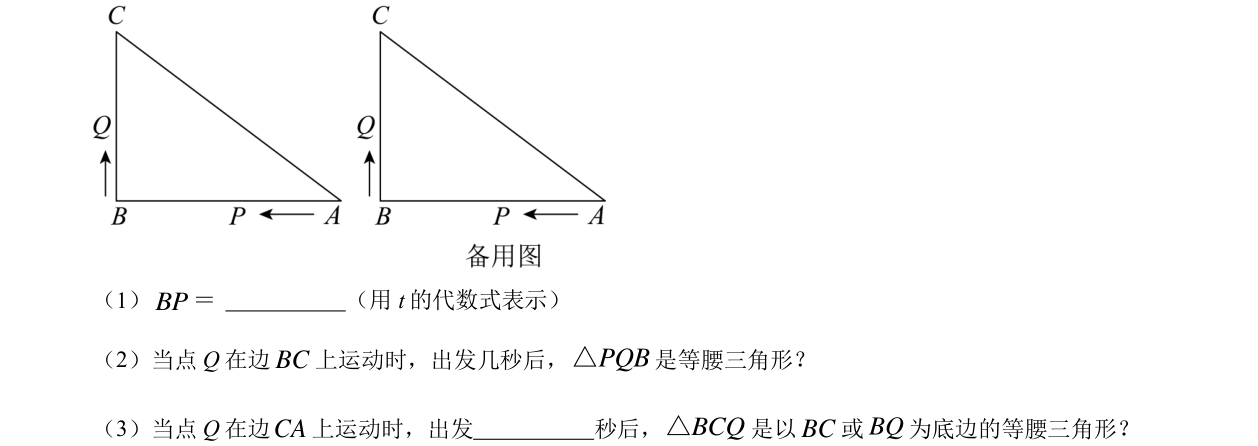 C C
Q Q
B P A B P A
备用图
（1）BP＝ __________（用 t 的代数式表示）
（2）当点 Q 在边 BC 上运动时，出发几秒后，△PQB 是等腰三角形？
（3）当点 Q 在边 CA 上运动时，出发__________秒后，△BCQ 是以 BC 或 BQ 为底边的等腰三角形？